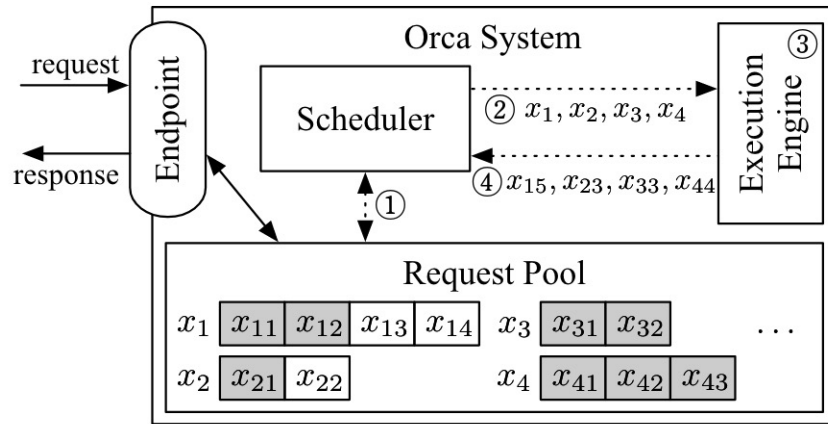 Orca System
request
response
Endpoint
Scheduler
② x₁, x₂, x₃, x₄
④ x₁₅, x₂₃, x₃₃, x₄₄
③
Execution
Engine
①
Request Pool
x₁ x₁₁ x₁₂ x₁₃ x₁₄ x₃ x₃₁ x₃₂ ...
x₂ x₂₁ x₂₂ x₄ x₄₁ x₄₂ x₄₃